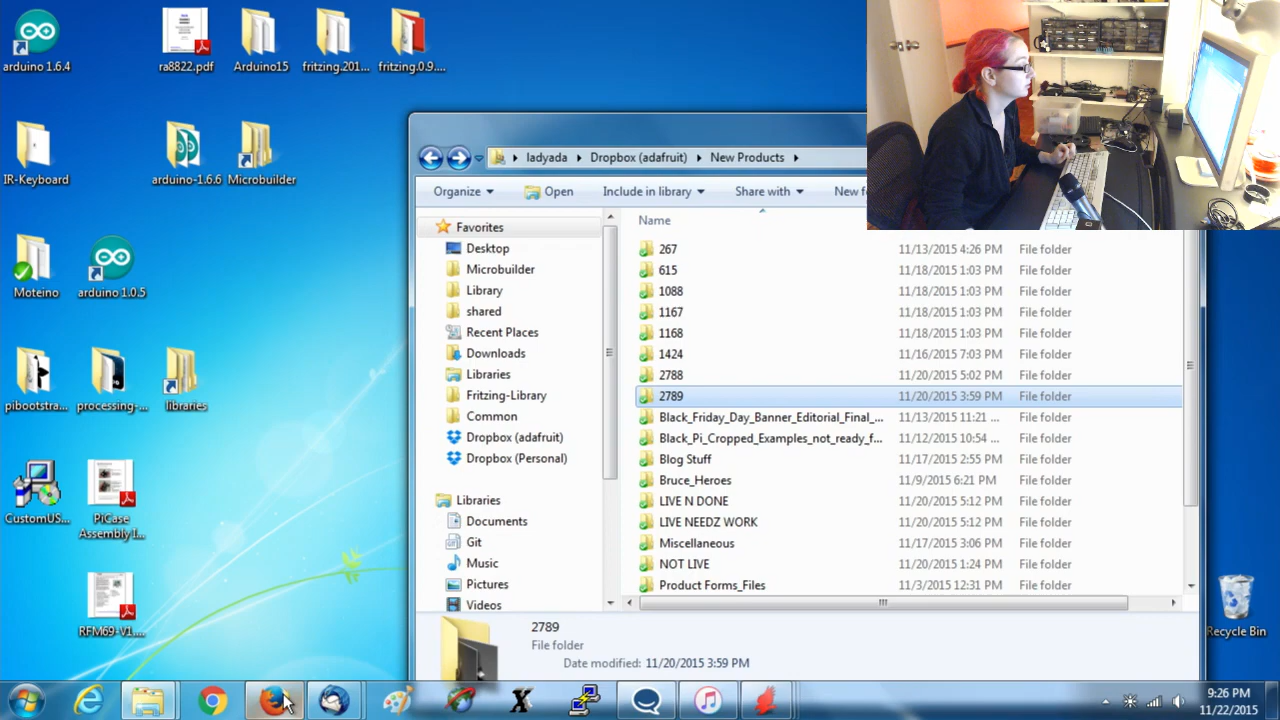 arduino 1.6.4
ra8822.pdf
Arduino15
fritzing.201...
fritzing.0.9....
IR-Keyboard
arduino-1.6.6
Microbuilder
Moteino
arduino 1.0.5
pibootstra...
processing-...
libraries
CustomUS...
PiCase
Assembly I...
RFM69-V1....
Recycle Bin
ladyada
Dropbox (adafruit)
New Products
Organize
Open
Include in library
Share with
New f
Favorites
Desktop
Microbuilder
Library
shared
Recent Places
Downloads
Libraries
Fritzing-Library
Common
Dropbox (adafruit)
Dropbox (Personal)
Libraries
Documents
Git
Music
Pictures
Videos
Name
267 11/13/2015 4:26 PM File folder
615 11/18/2015 1:03 PM File folder
1088 11/18/2015 1:03 PM File folder
1167 11/18/2015 1:03 PM File folder
1168 11/18/2015 1:03 PM File folder
1424 11/16/2015 7:03 PM File folder
2788 11/20/2015 5:02 PM File folder
2789 11/20/2015 3:59 PM File folder
Black_Friday_Day_Banner_Editorial_Final_... 11/13/2015 11:21 ... File folder
Black_Pi_Cropped_Examples_not_ready_f... 11/12/2015 10:54 ... File folder
Blog Stuff 11/17/2015 2:55 PM File folder
Bruce_Heroes 11/9/2015 6:21 PM File folder
LIVE N DONE 11/20/2015 5:12 PM File folder
LIVE NEEDZ WORK 11/20/2015 5:12 PM File folder
Miscellaneous 11/17/2015 3:06 PM File folder
NOT LIVE 11/20/2015 1:24 PM File folder
Product Forms_Files 11/3/2015 12:31 PM File folder
2789
File folder
Date modified: 11/20/2015 3:59 PM
9:26 PM
11/22/2015